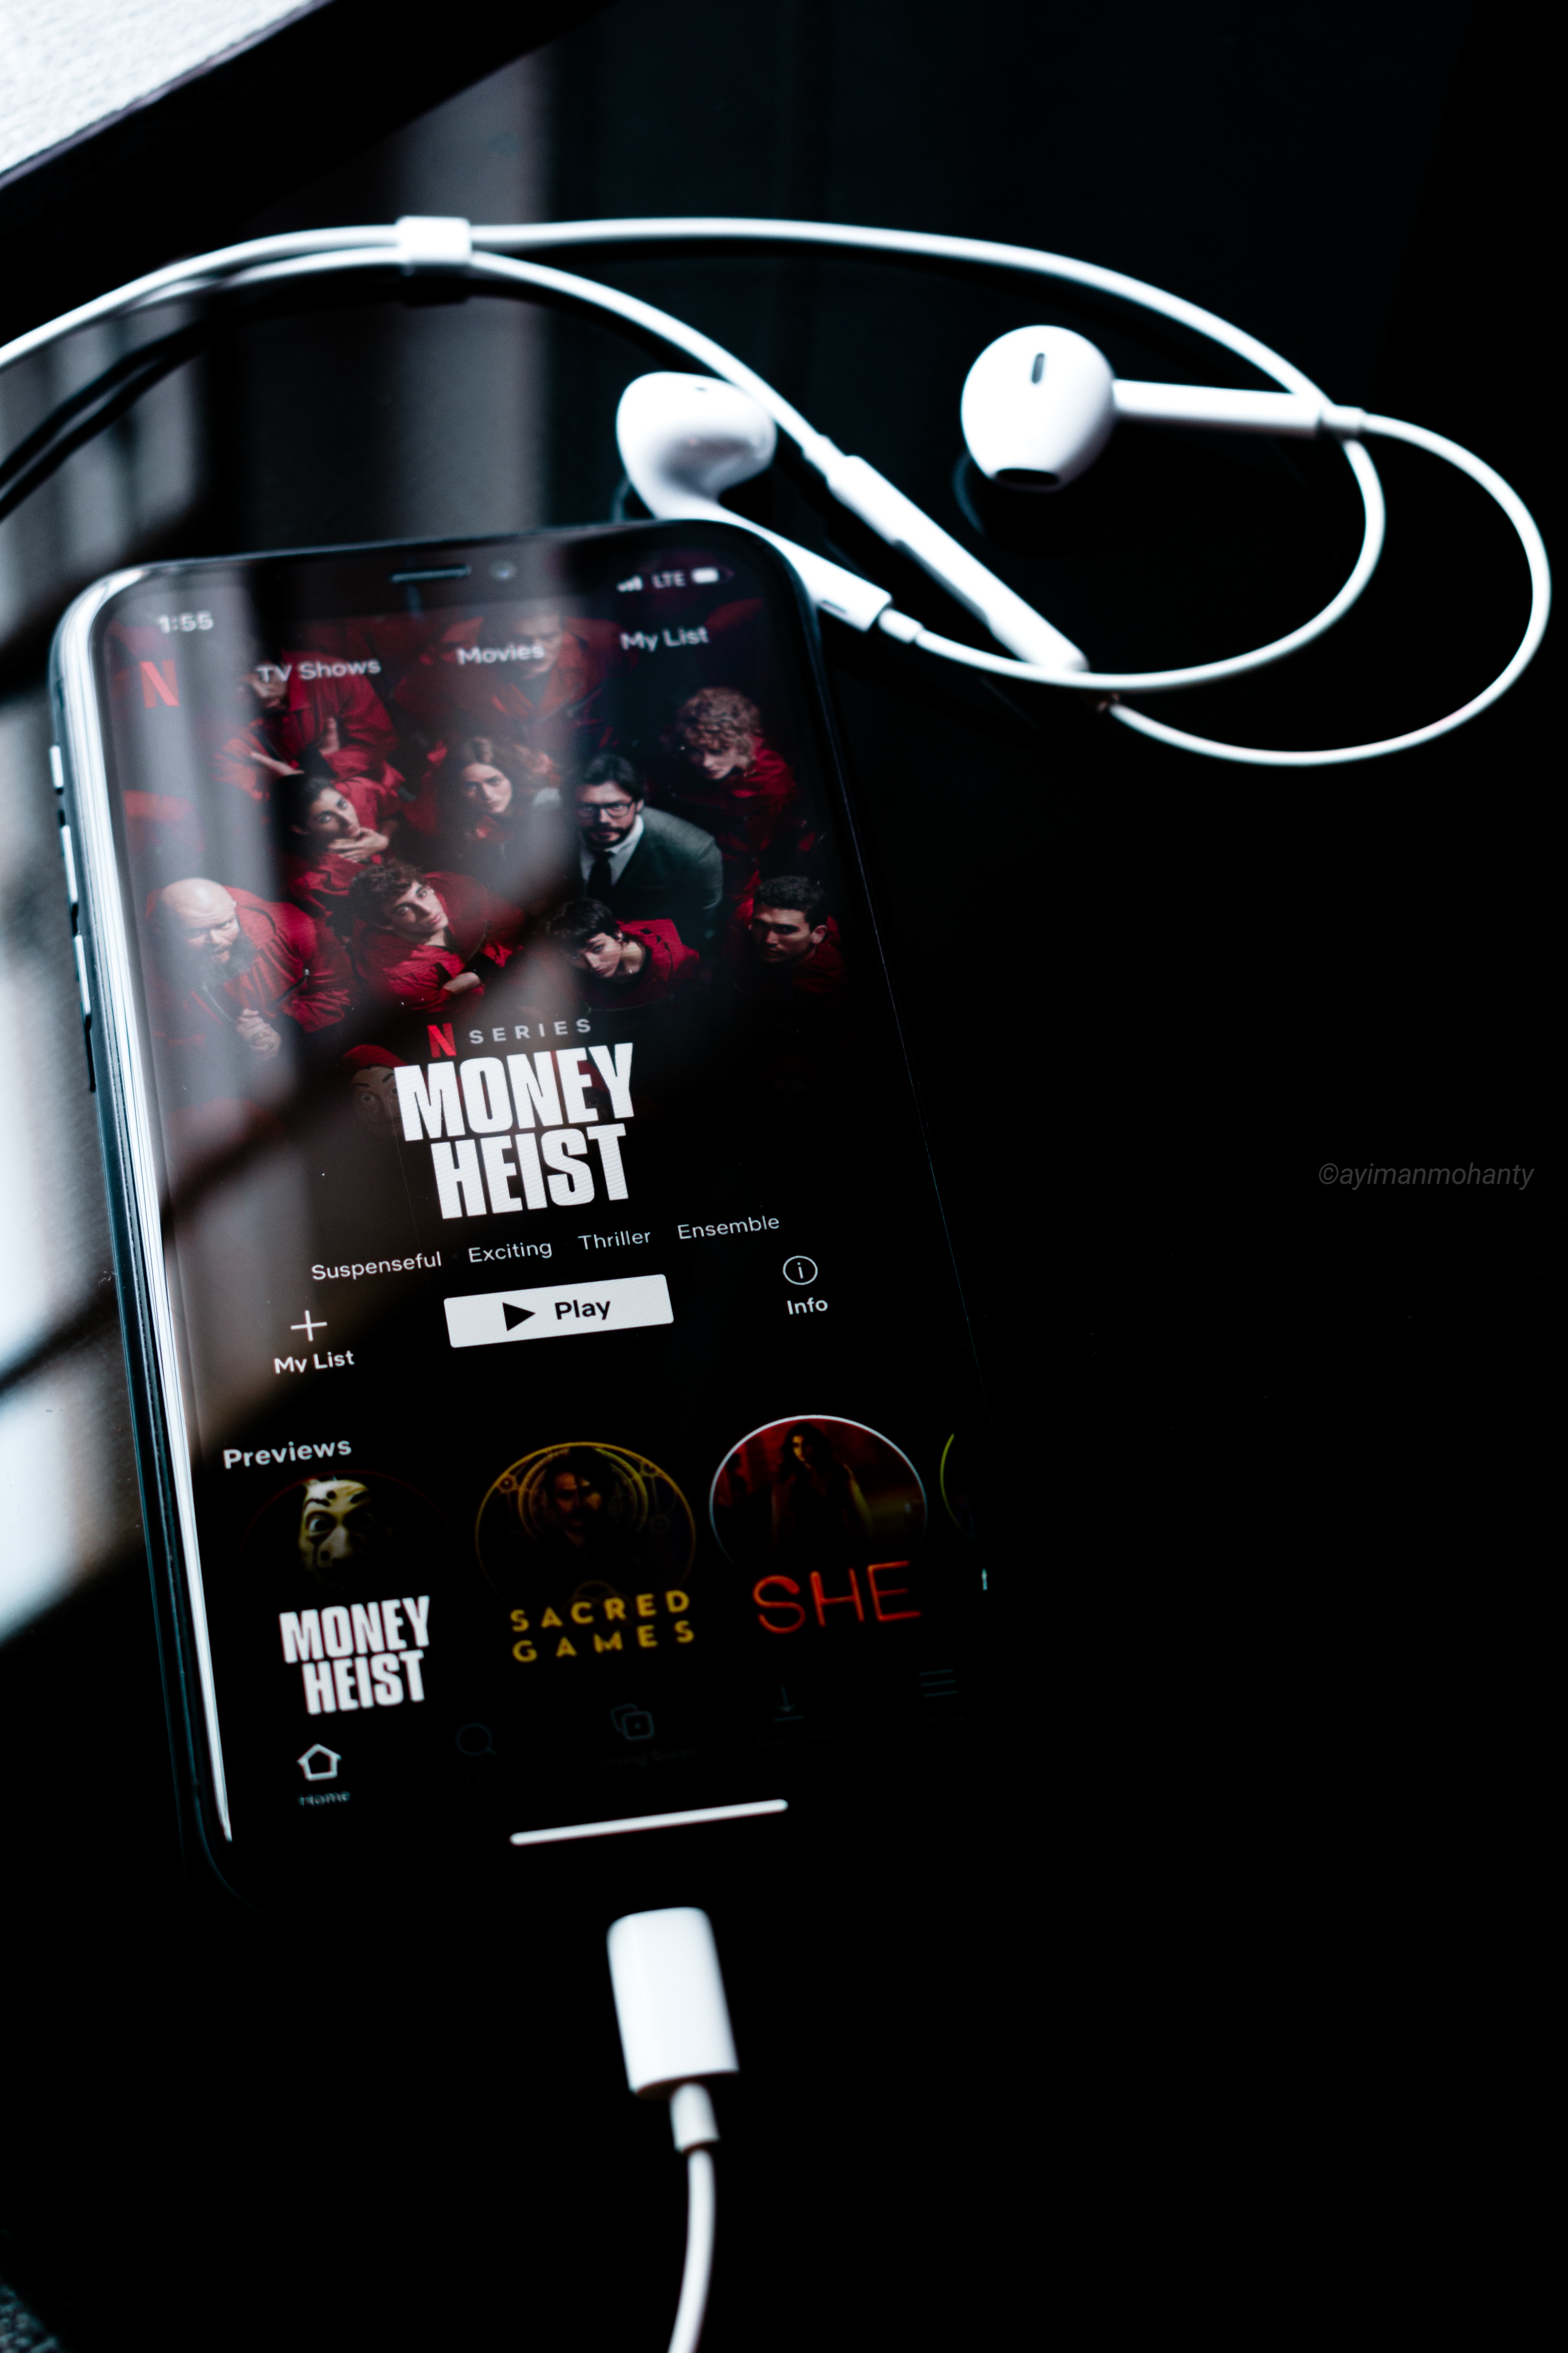 1:55 LTE
N TV Shows Movies My List
N SERIES
MONEY
HEIST
Suspenseful Exciting Thriller Ensemble
My List
Play
Info
Previews
MONEY
HEIST
SACRED
GAMES
SHE
Home
©ayimanmohanty